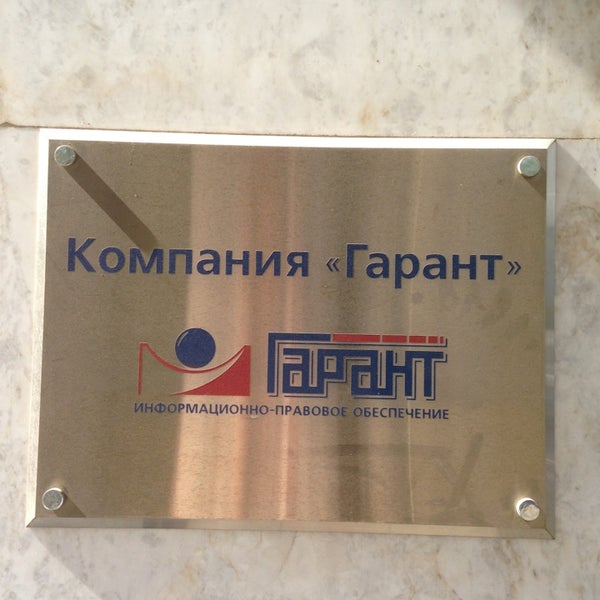 Компания «Гарант»
Гарант
ИНФОРМАЦИОННО-ПРАВОВОЕ ОБЕСПЕЧЕНИЕ